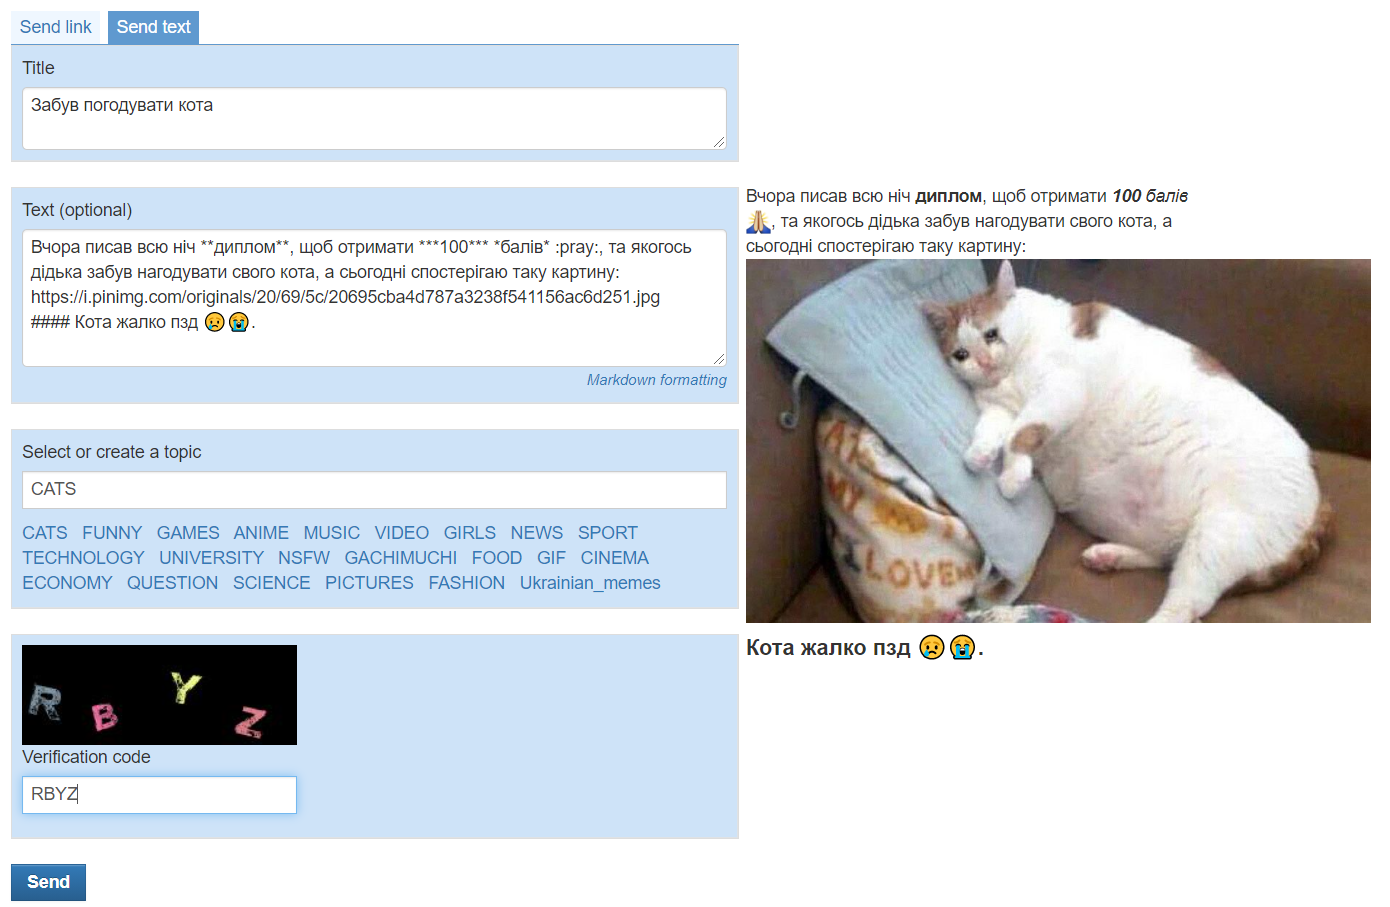 Send link Send text
Title
Забув погодувати кота
Text (optional)
Вчора писав всю ніч **диплом**, щоб отримати ***100*** *балів* :pray:, та якогось
дідька забув нагодувати свого кота, а сьогодні спостерігаю таку картину:
https://i.pinimg.com/originals/20/69/5c/20695cba4d787a3238f541156ac6d251.jpg
#### Кота жалко пзд 😢😭.
Markdown formatting
Select or create a topic
CATS
CATS FUNNY GAMES ANIME MUSIC VIDEO GIRLS NEWS SPORT
TECHNOLOGY UNIVERSITY NSFW GACHIMUCHI FOOD GIF CINEMA
ECONOMY QUESTION SCIENCE PICTURES FASHION Ukrainian_memes
R B Y Z
Verification code
RBYZ
Send
Вчора писав всю ніч диплом, щоб отримати 100 балів
🙏, та якогось дідька забув нагодувати свого кота, а
сьогодні спостерігаю таку картину:
MY
I LOVE
Кота жалко пзд 😢😭.